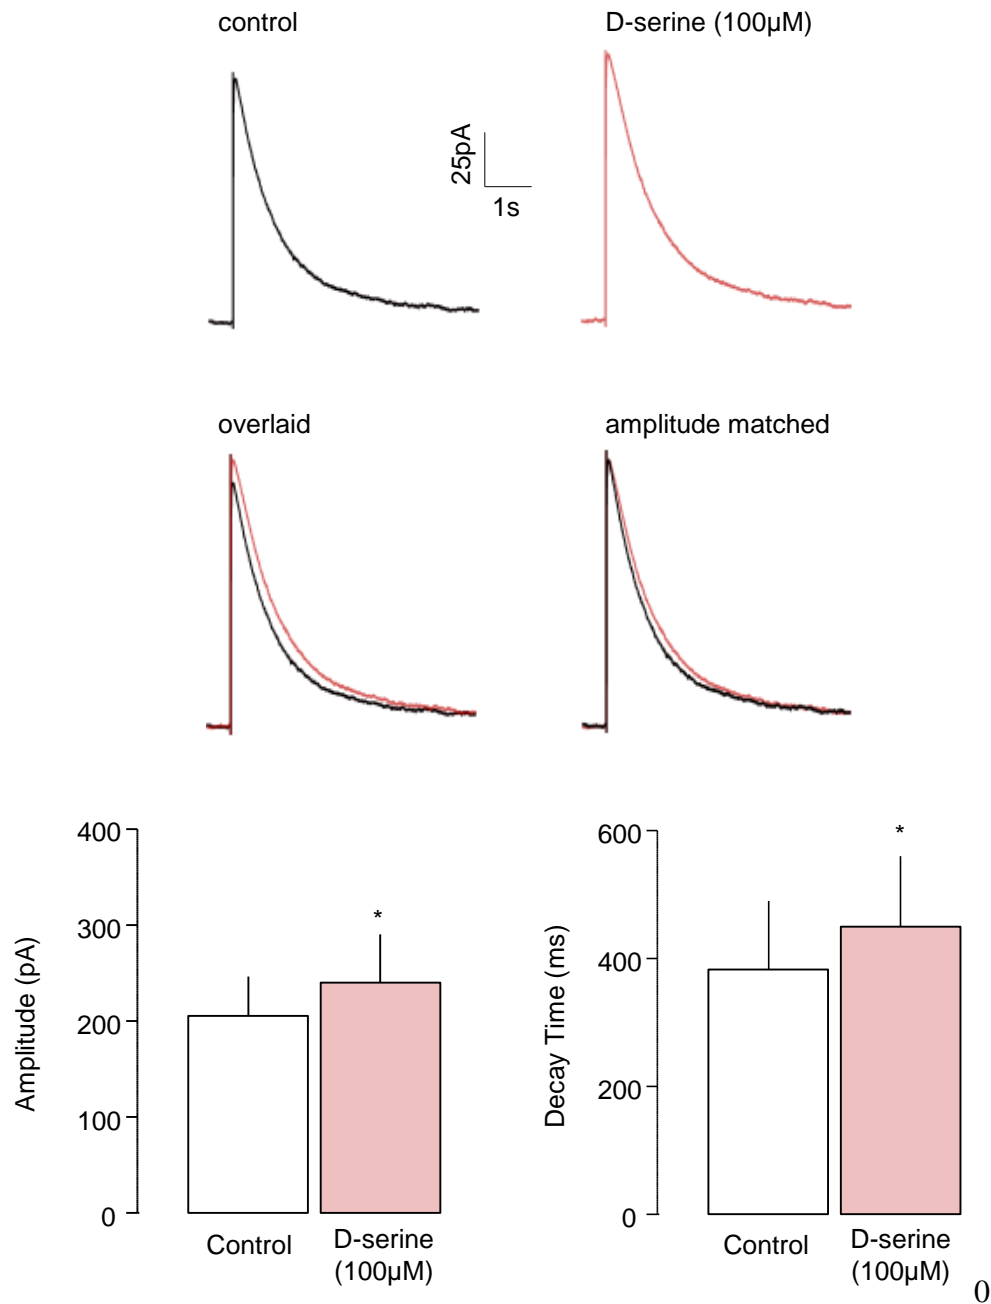 control
D-serine (100µM)
25pA
1s
overlaid
amplitude matched
400
300
200
100
0
Amplitude (pA)
*
Control
D-serine
(100µM)
600
400
200
0
Decay Time (ms)
*
Control
D-serine
(100µM)
0